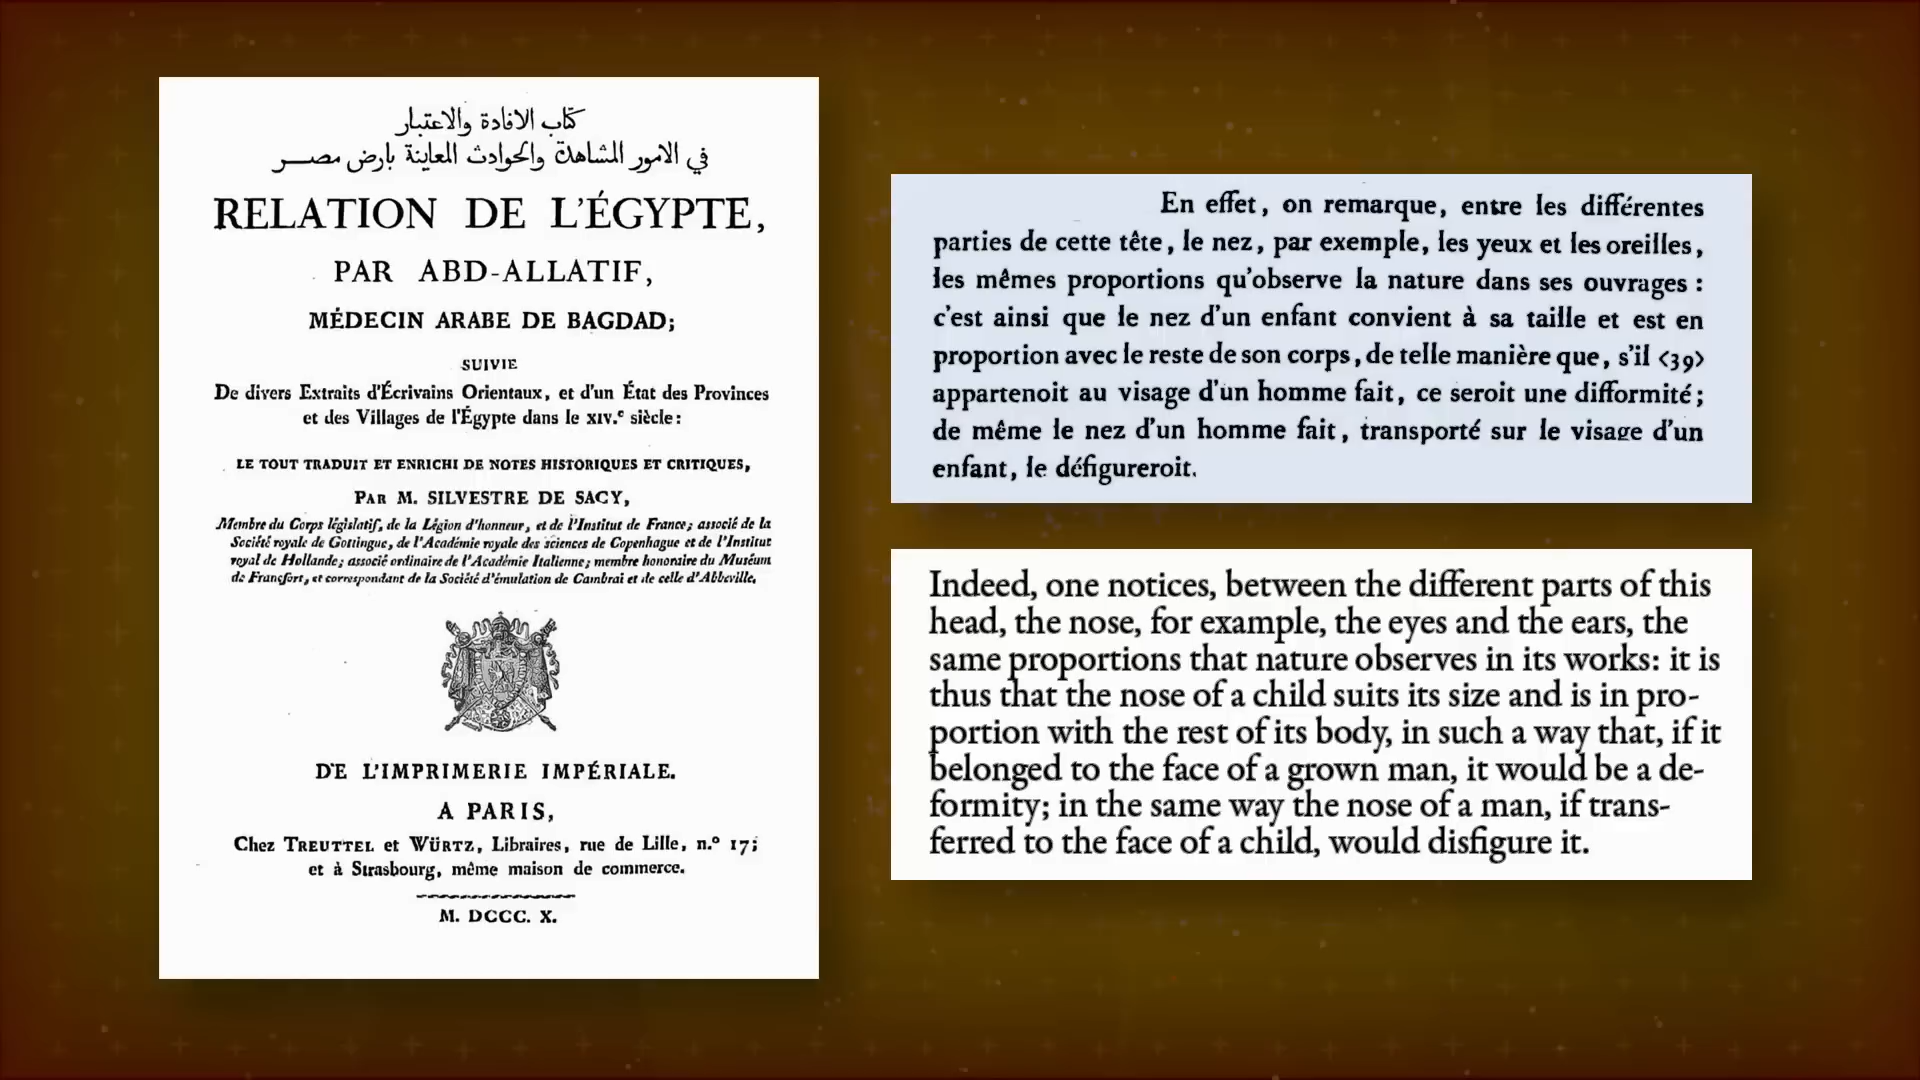 كتاب الافادة والاعتبار
في الامور المشاهدة والحوادث المعاينة بارض مصر
RELATION DE L'ÉGYPTE,
PAR ABD-ALLATIF,
MÉDECIN ARABE DE BAGDAD;
SUIVIE
De divers Extraits d'Écrivains Orientaux, et d'un État des Provinces
et des Villages de l'Égypte dans le XIV.e siècle:
LE TOUT TRADUIT ET ENRICHI DE NOTES HISTORIQUES ET CRITIQUES,
PAR M. SILVESTRE DE SACY,
Membre du Corps législatif, de la Légion d'honneur, et de l'Institut de France; associé de la
Société royale de Gottingue, de l'Académie royale des sciences de Copenhague et de l'Institut
royal de Hollande; associé ordinaire de l'Académie Italienne; membre honoraire du Muséum
de Francfort, et correspondant de la Société d'émulation de Cambrai et de celle d'Abbeville.
DE L'IMPRIMERIE IMPÉRIALE.
A PARIS,
Chez TREUTTEL et WÜRTZ, Libraires, rue de Lille, n.º 17;
et à Strasbourg, même maison de commerce.
M. DCCC. X.
En effet, on remarque, entre les différentes
parties de cette tête, le nez, par exemple, les yeux et les oreilles,
les mêmes proportions qu'observe la nature dans ses ouvrages :
c'est ainsi que le nez d'un enfant convient à sa taille et est en
proportion avec le reste de son corps, de telle manière que, s'il <39>
appartenoit au visage d'un homme fait, ce seroit une difformité;
de même le nez d'un homme fait, transporté sur le visage d'un
enfant, le défigureroit.
Indeed, one notices, between the different parts of this
head, the nose, for example, the eyes and the ears, the
same proportions that nature observes in its works: it is
thus that the nose of a child suits its size and is in pro-
portion with the rest of its body, in such a way that, if it
belonged to the face of a grown man, it would be a de-
formity; in the same way the nose of a man, if trans-
ferred to the face of a child, would disfigure it.